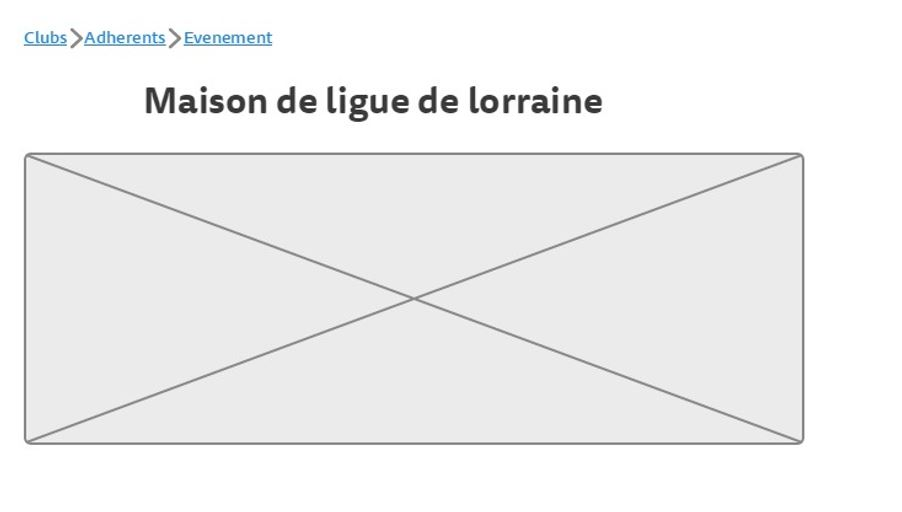 Clubs Adherents Evenement
Maison de ligue de lorraine